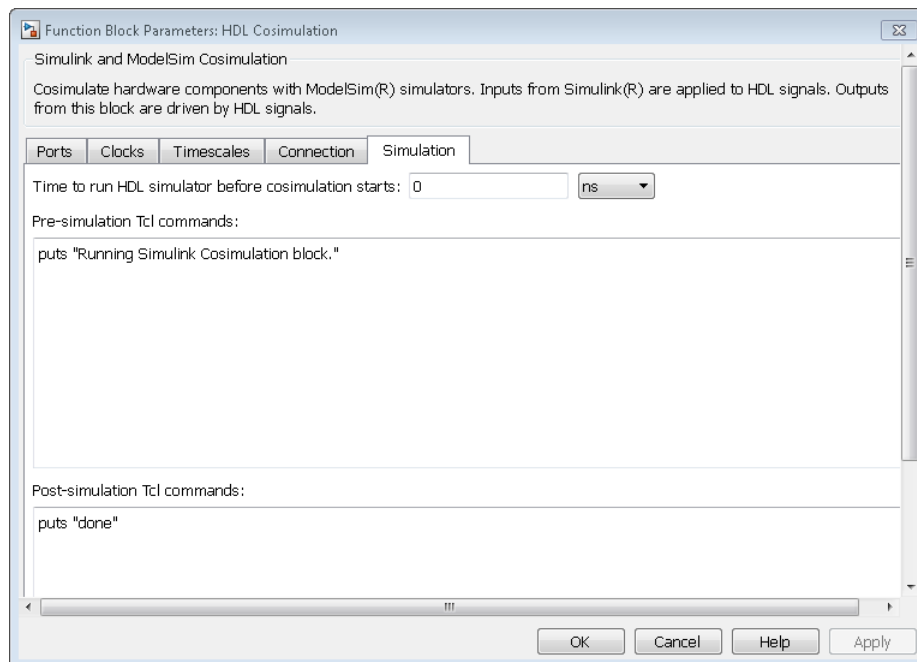 Function Block Parameters: HDL Cosimulation
Simulink and ModelSim Cosimulation
Cosimulate hardware components with ModelSim(R) simulators. Inputs from Simulink(R) are applied to HDL signals. Outputs
from this block are driven by HDL signals.
Ports Clocks Timescales Connection Simulation
Time to run HDL simulator before cosimulation starts: 0 ns
Pre-simulation Tcl commands:
puts "Running Simulink Cosimulation block."
Post-simulation Tcl commands:
puts "done"
OK Cancel Help Apply